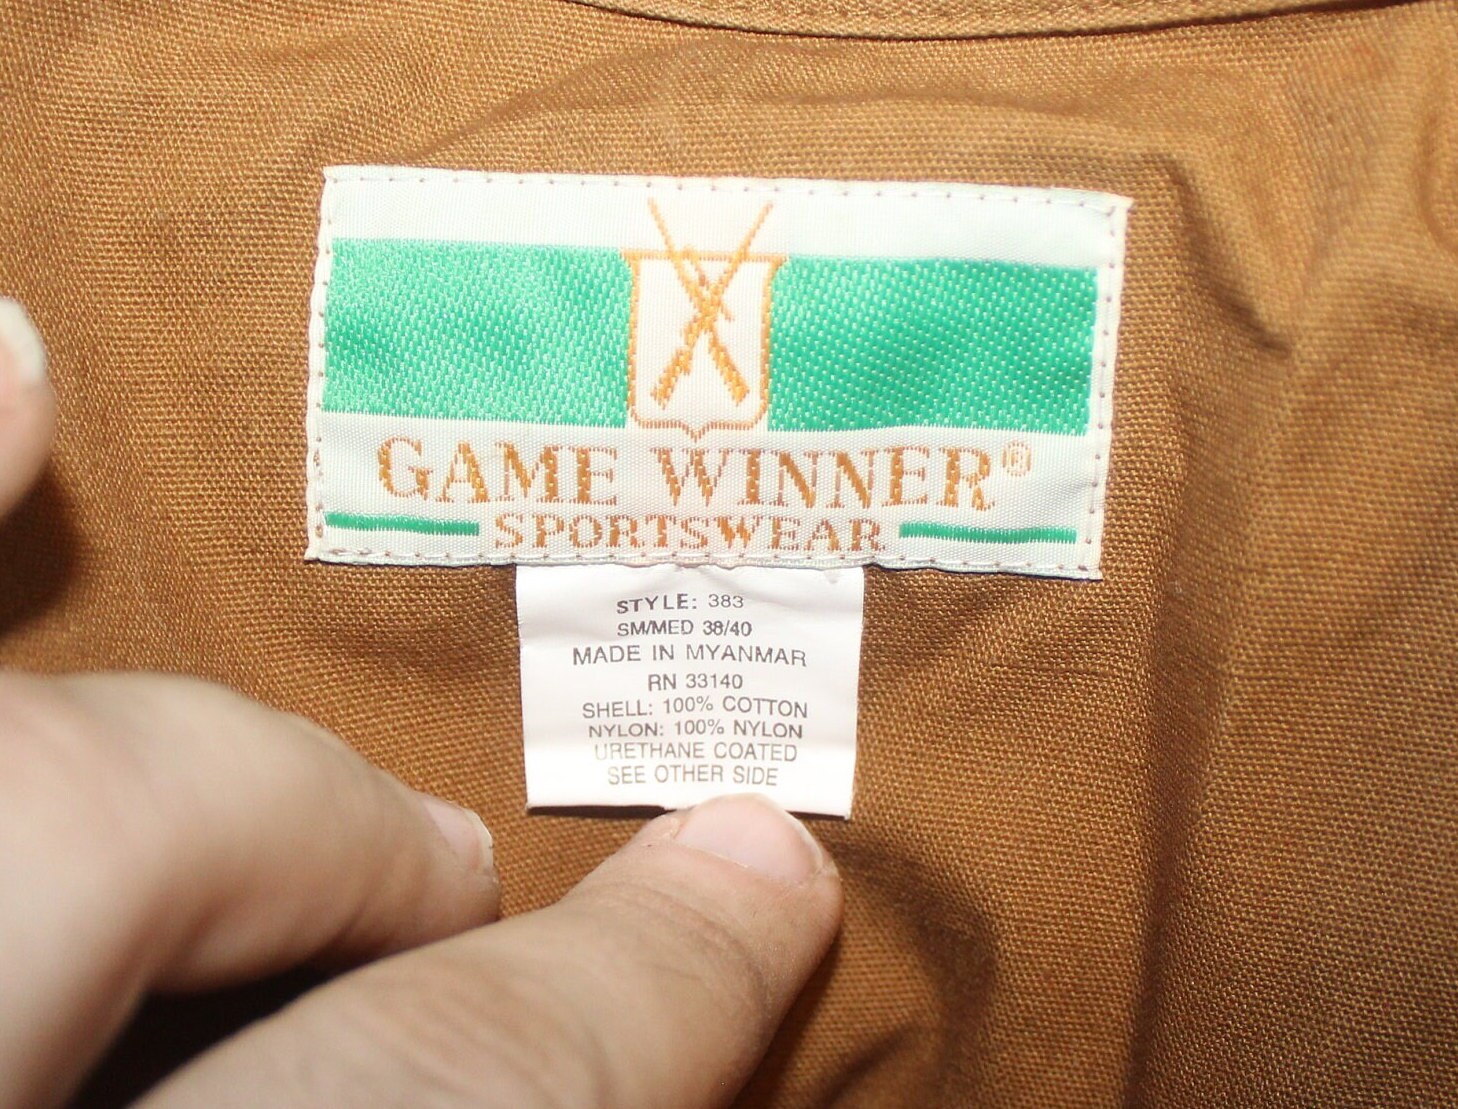 GAME WINNER®
SPORTSWEAR
STYLE: 383
SM/MED 38/40
MADE IN MYANMAR
RN 33140
SHELL: 100% COTTON
NYLON: 100% NYLON
URETHANE COATED
SEE OTHER SIDE